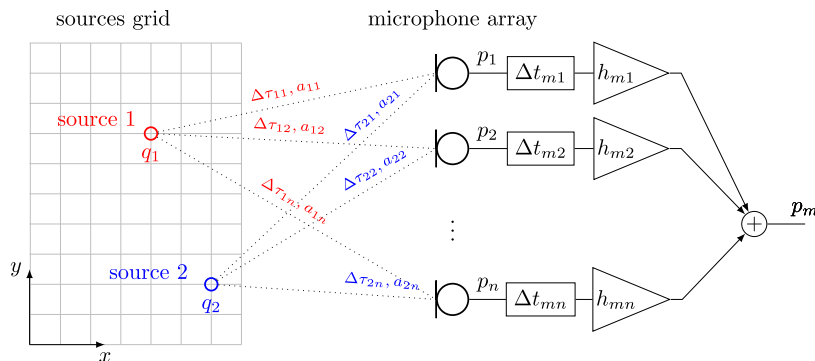 sources grid
microphone array
source 1
q₁
source 2
q₂
y
x
Δτ₁₁, a₁₁
Δτ₁₂, a₁₂
Δτ₁ₙ, a₁ₙ
Δτ₂₁, a₂₁
Δτ₂₂, a₂₂
Δτ₂ₙ, a₂ₙ
p₁ Δtₘ₁ hₘ₁
p₂ Δtₘ₂ hₘ₂
⋮
pₙ Δtₘₙ hₘₙ
+
pₘ